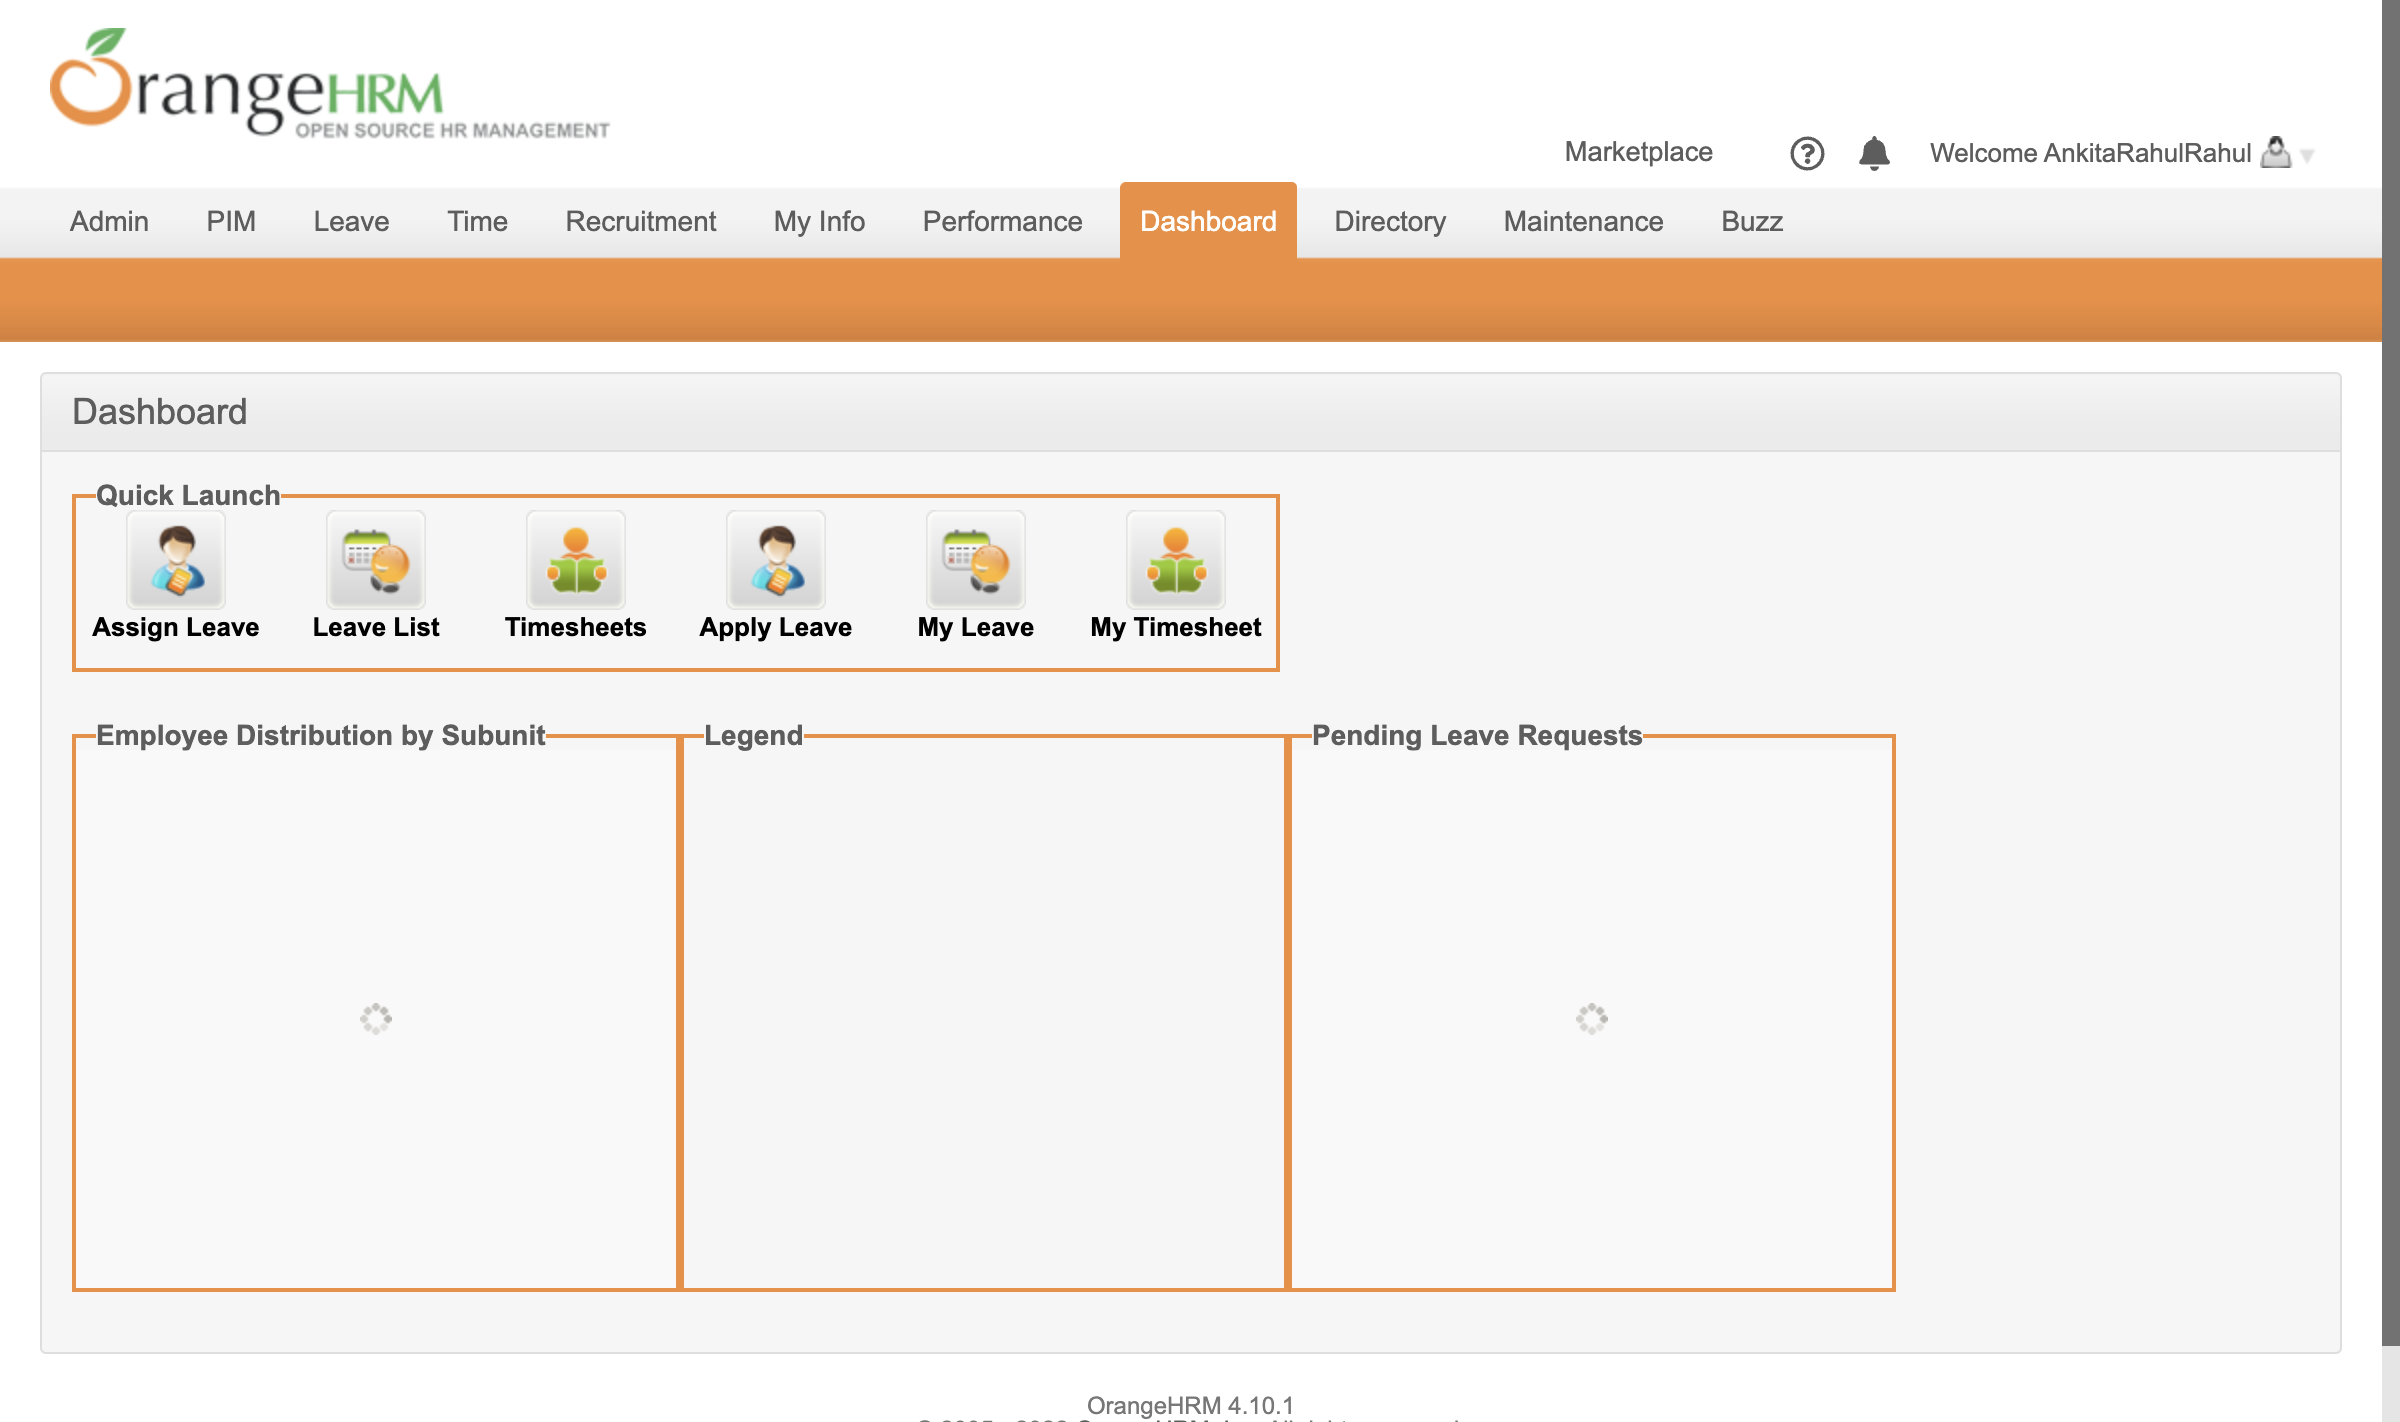 OrangeHRM
OPEN SOURCE HR MANAGEMENT
Marketplace
Welcome AnkitaRahulRahul
Admin PIM Leave Time Recruitment My Info Performance Dashboard Directory Maintenance Buzz
Dashboard
Quick Launch
Assign Leave Leave List Timesheets Apply Leave My Leave My Timesheet
Employee Distribution by Subunit Legend Pending Leave Requests
OrangeHRM 4.10.1